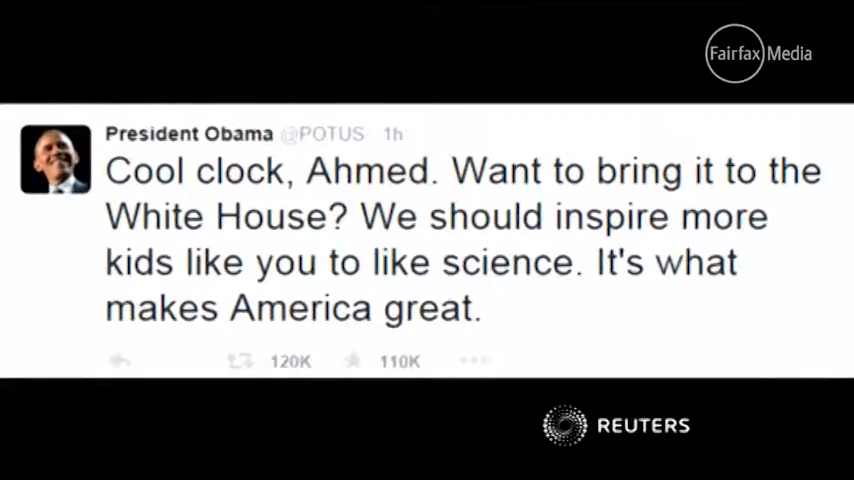 Fairfax Media
President Obama @POTUS 1h
Cool clock, Ahmed. Want to bring it to the
White House? We should inspire more
kids like you to like science. It's what
makes America great.
120K 110K
REUTERS